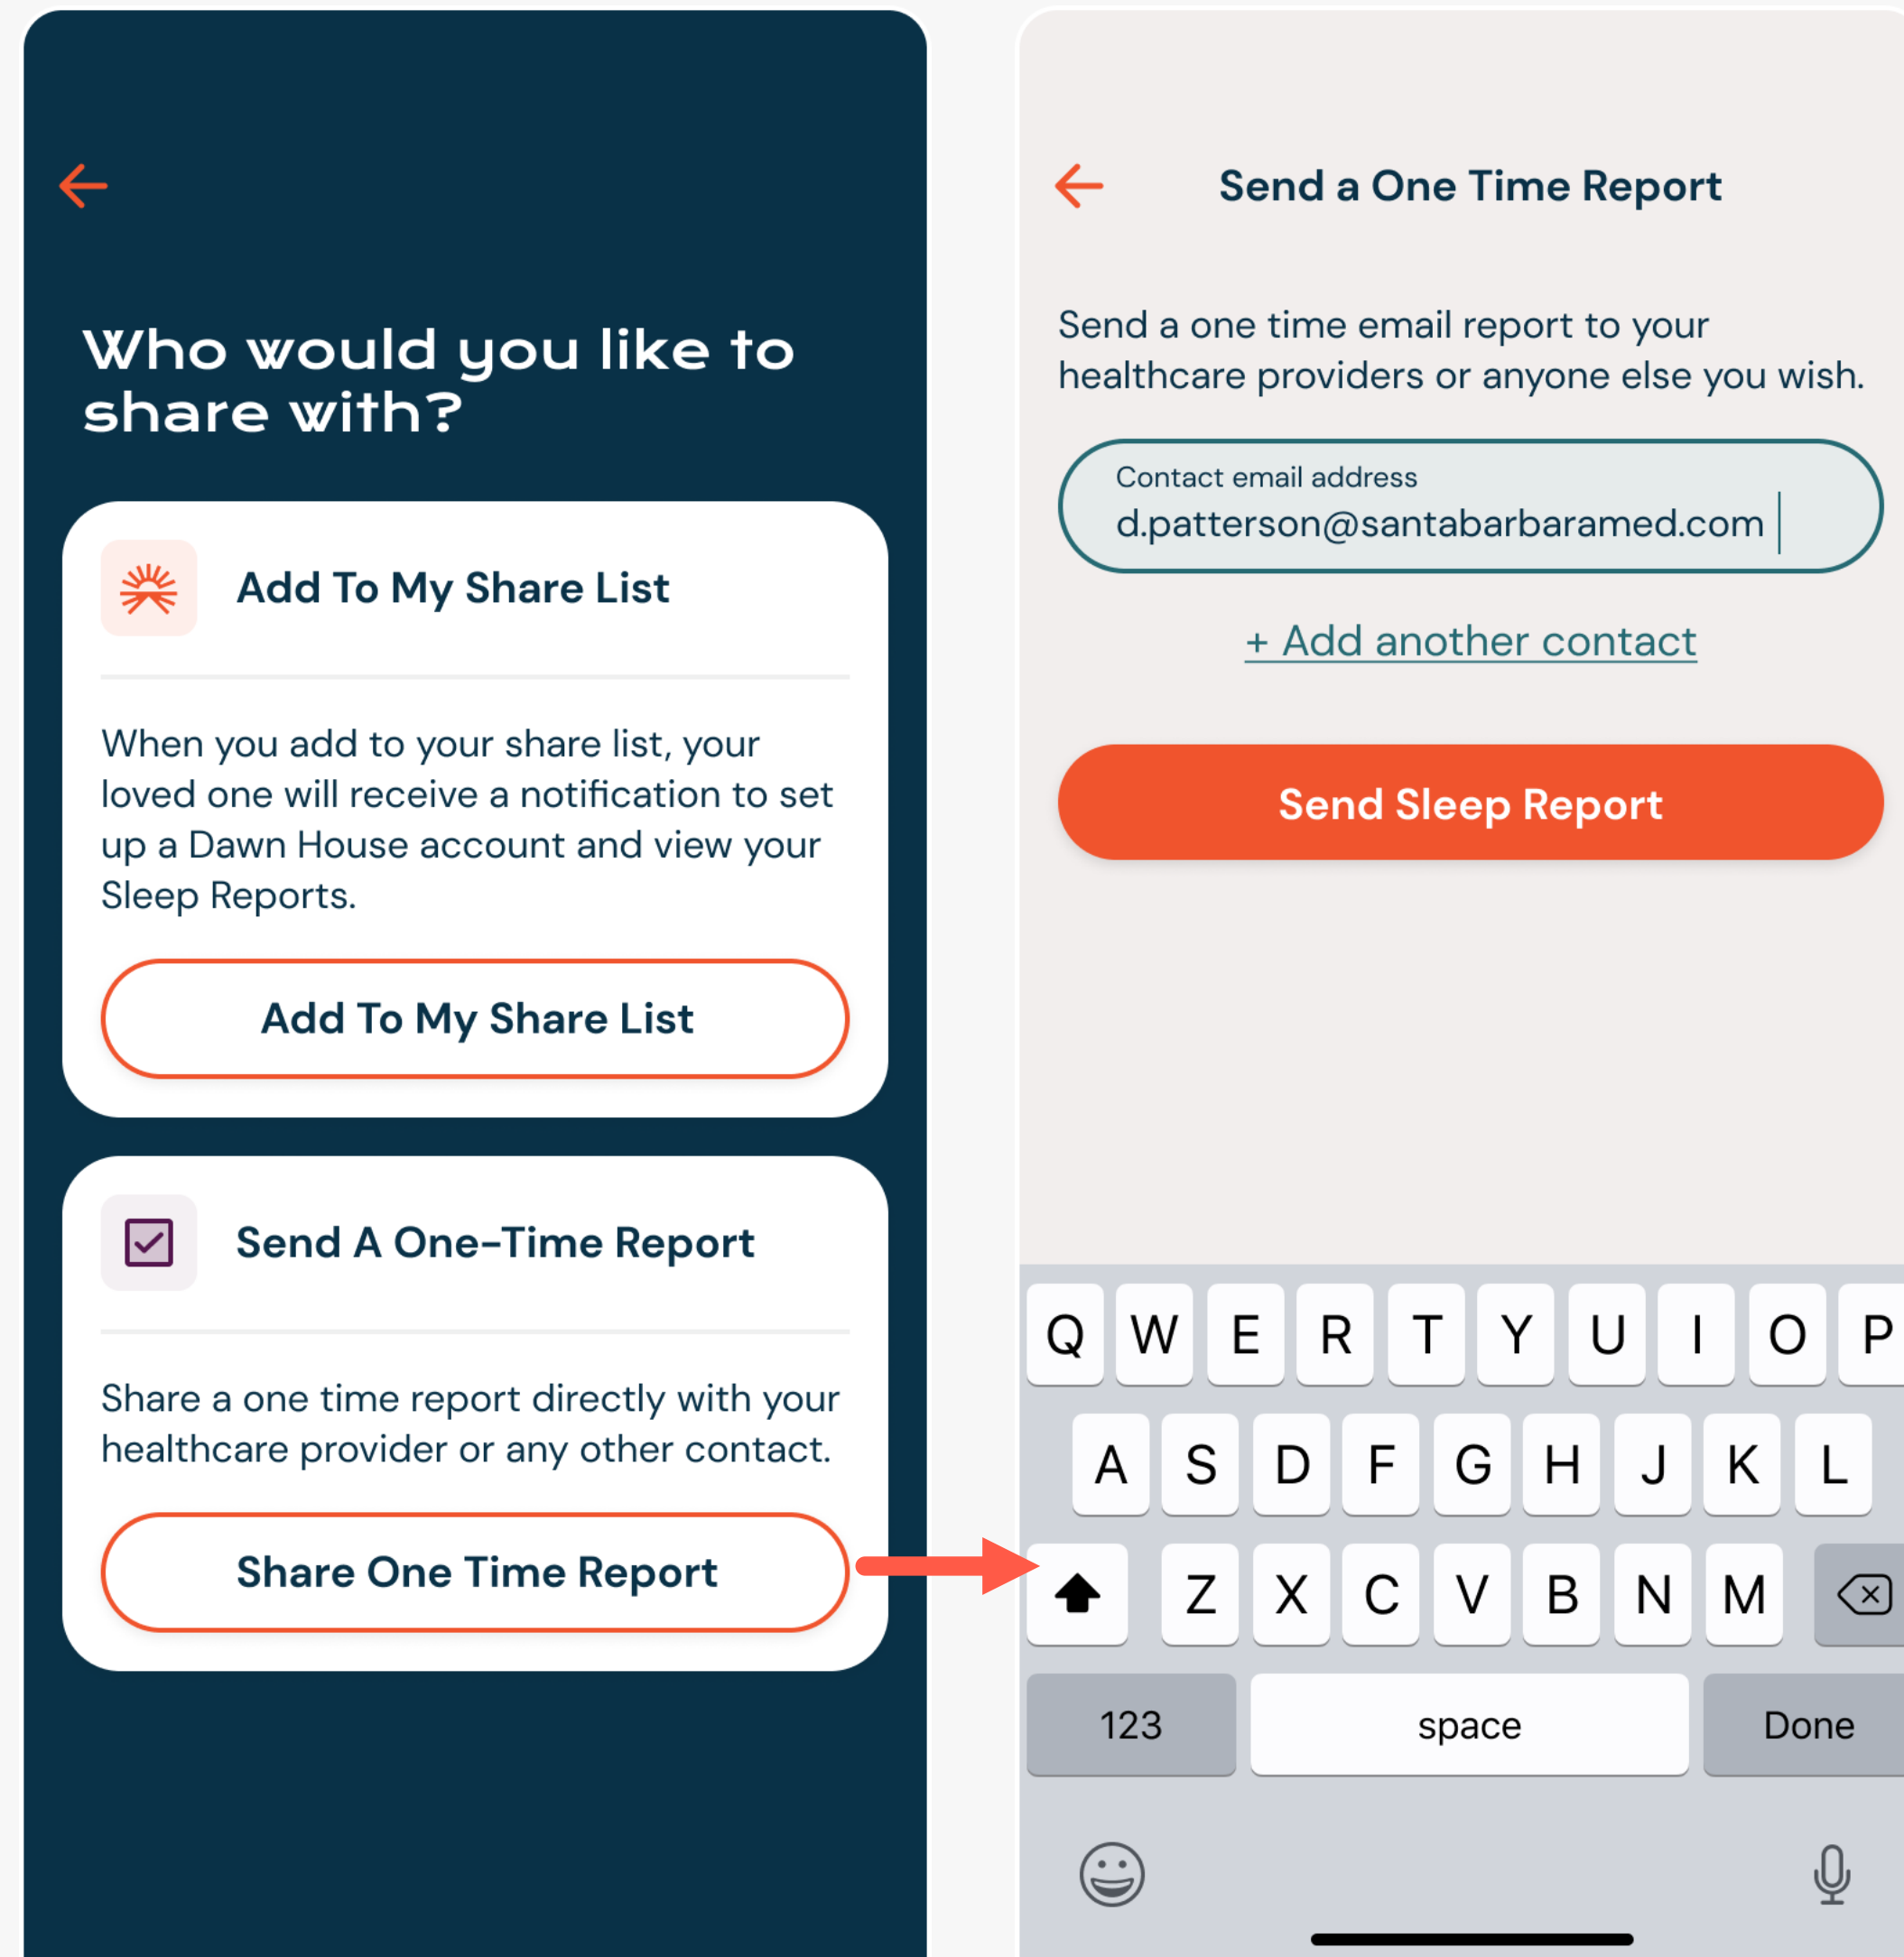 Who would you like to
share with?
Add To My Share List
When you add to your share list, your
loved one will receive a notification to set
up a Dawn House account and view your
Sleep Reports.
Add To My Share List
Send A One-Time Report
Share a one time report directly with your
healthcare provider or any other contact.
Share One Time Report
Send a One Time Report
Send a one time email report to your
healthcare providers or anyone else you wish.
Contact email address
d.patterson@santabarbaramed.com
+ Add another contact
Send Sleep Report
Q W E R T Y U I O P
A S D F G H J K L
Z X C V B N M
123 space Done